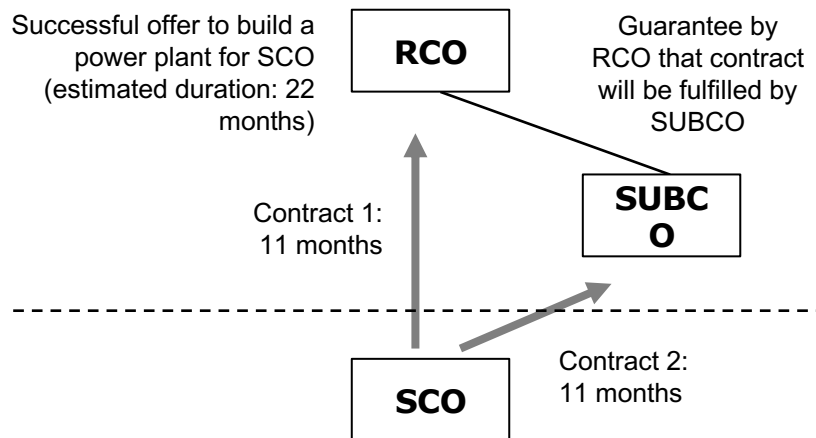 Successful offer to build a
power plant for SCO
(estimated duration: 22
months)
RCO
Guarantee by
RCO that contract
will be fulfilled by
SUBCO
SUBC
O
Contract 1:
11 months
Contract 2:
11 months
SCO